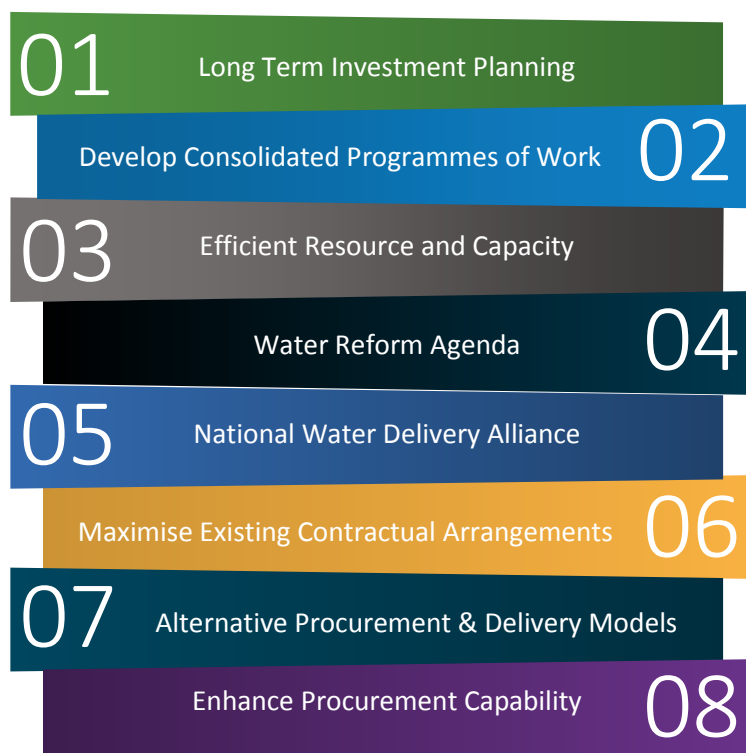 01 Long Term Investment Planning
Develop Consolidated Programmes of Work 02
03 Efficient Resource and Capacity
Water Reform Agenda 04
05 National Water Delivery Alliance
Maximise Existing Contractual Arrangements 06
07 Alternative Procurement & Delivery Models
Enhance Procurement Capability 08